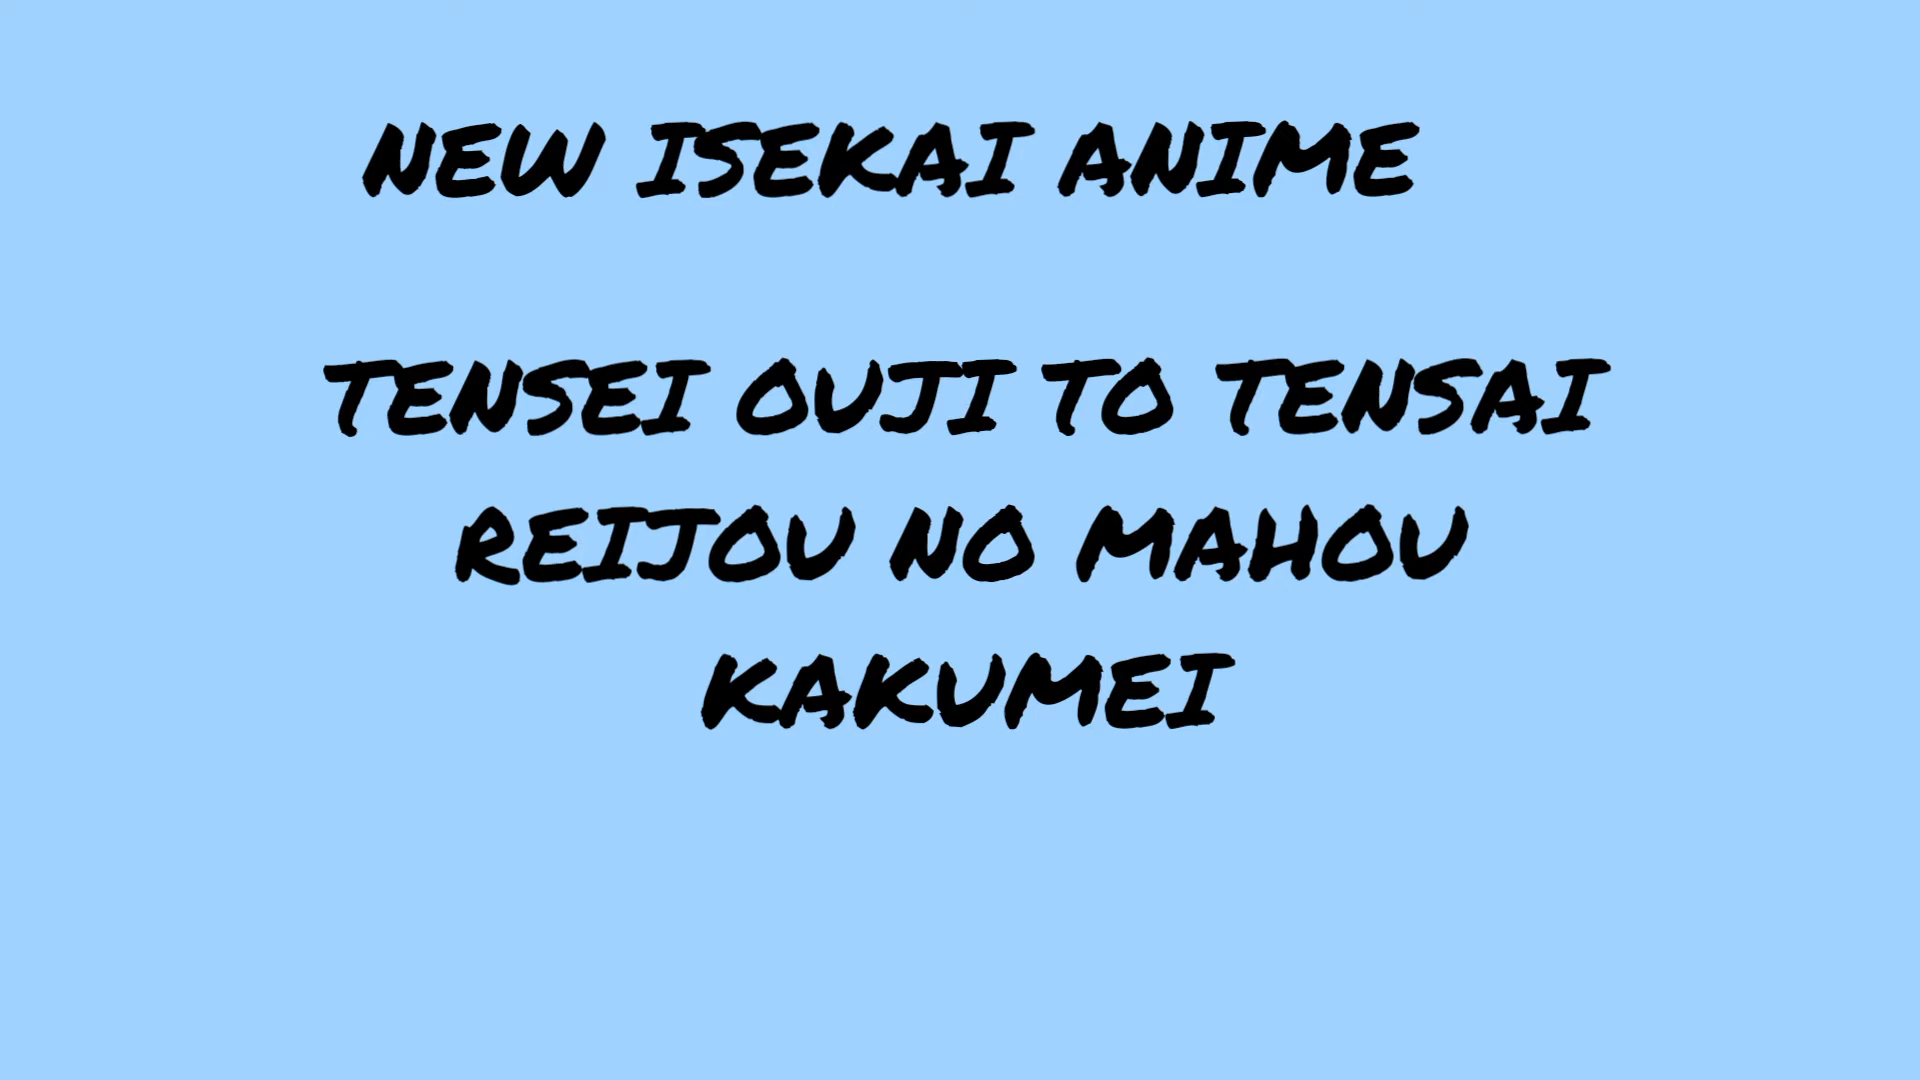 NEW ISEKAI ANIME
TENSEI OUJI TO TENSAI
REIJOU NO MAHOU
KAKUMEI